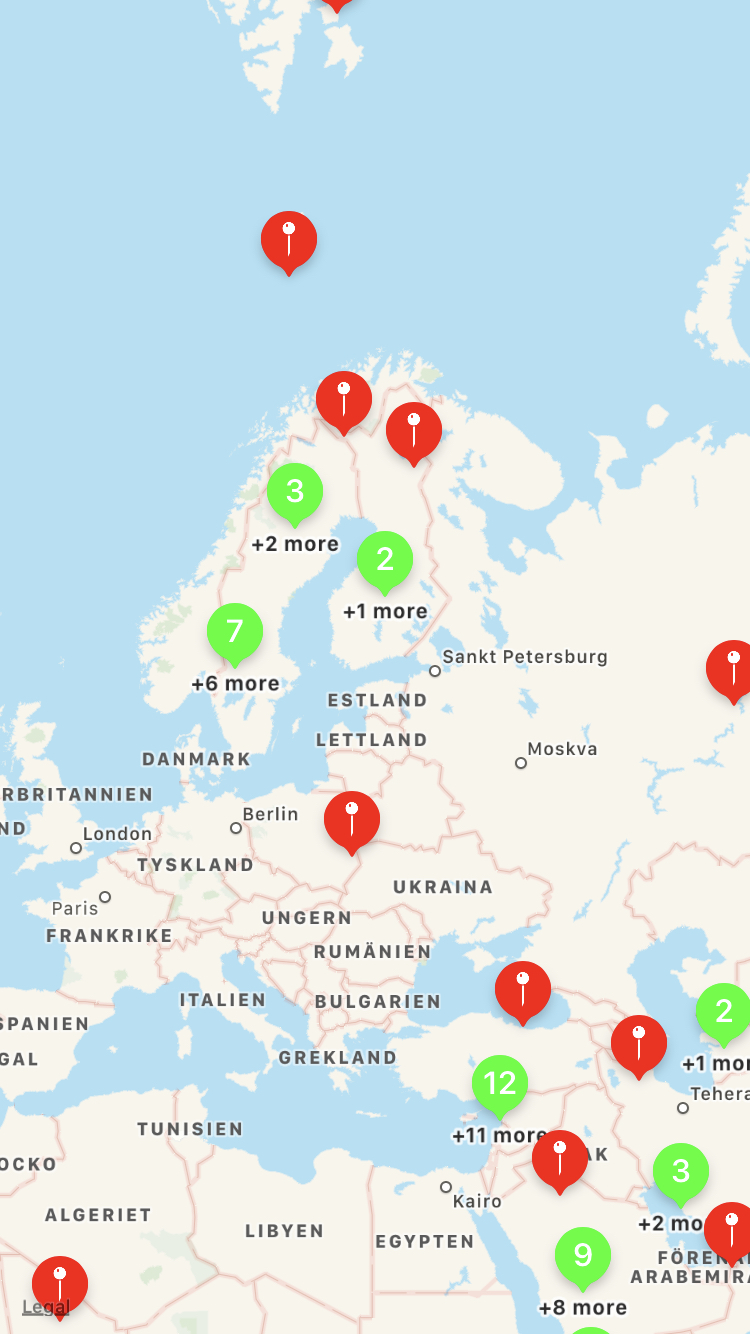 3
+2 more
2
+1 more
7
+6 more
Sankt Petersburg
ESTLAND
LETTLAND
Moskva
DANMARK
RBRITANNIEN
ND
London
Berlin
TYSKLAND
Paris
UKRAINA
UNGERN
FRANKRIKE
RUMÄNIEN
ITALIEN
BULGARIEN
SPANIEN
2
GAL
GREKLAND
+1 mor
12
Tehera
TUNISIEN
+11 more
AK
OCKO
3
Kairo
ALGERIET
+2 mo
LIBYEN
EGYPTEN
9
FÖREN
ARABEMIRA
+8 more
Legal